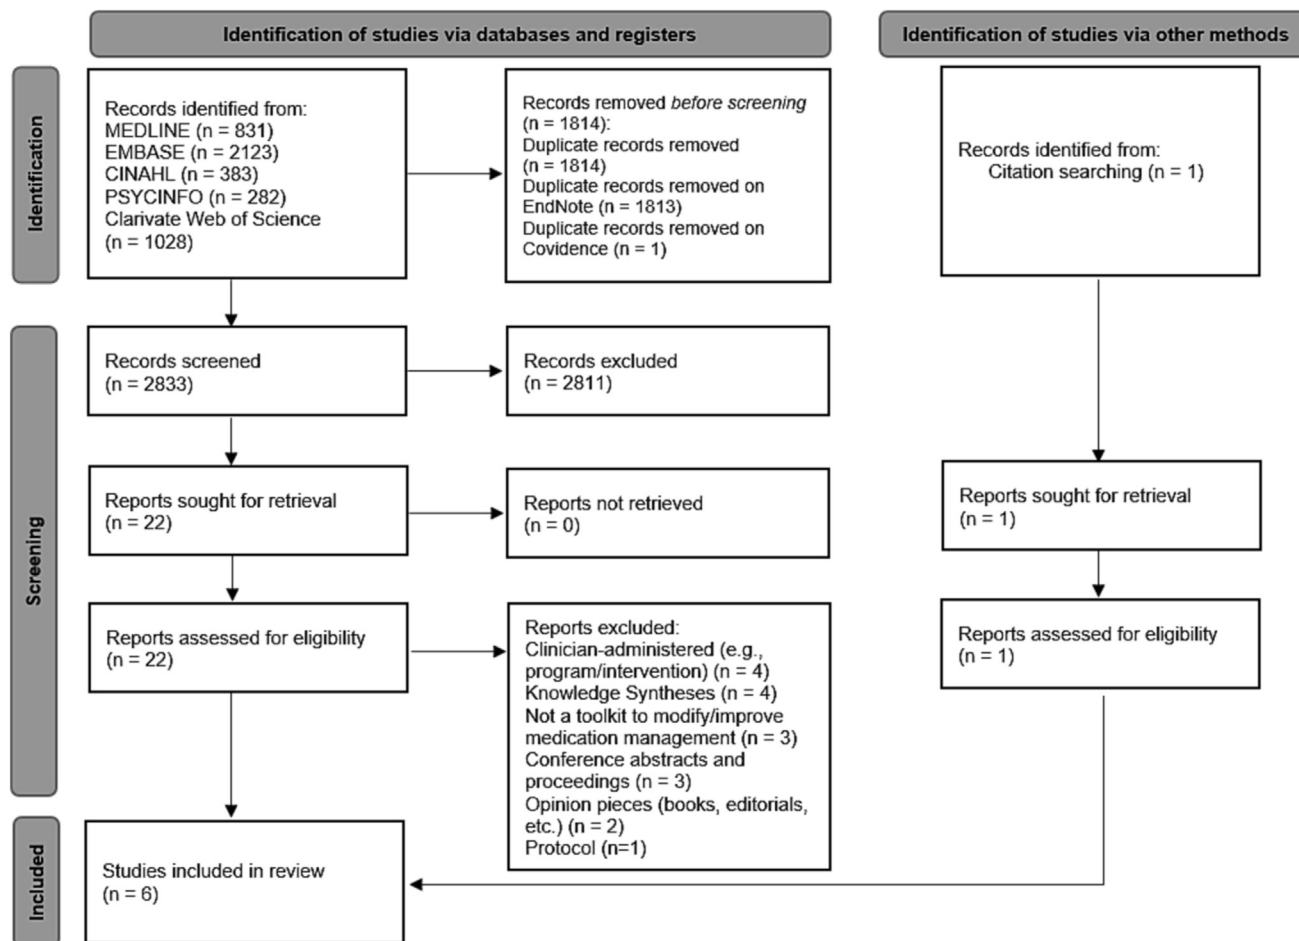 Identification of studies via databases and registers
Identification of studies via other methods
Identification
Records identified from:
MEDLINE (n = 831)
EMBASE (n = 2123)
CINAHL (n = 383)
PSYCINFO (n = 282)
Clarivate Web of Science
(n = 1028)
Records removed before screening
(n = 1814):
Duplicate records removed
(n = 1814)
Duplicate records removed on
EndNote (n = 1813)
Duplicate records removed on
Covidence (n = 1)
Records identified from:
Citation searching (n = 1)
Screening
Records screened
(n = 2833)
Records excluded
(n = 2811)
Reports sought for retrieval
(n = 22)
Reports not retrieved
(n = 0)
Reports sought for retrieval
(n = 1)
Reports assessed for eligibility
(n = 22)
Reports excluded:
Clinician-administered (e.g.,
program/intervention) (n = 4)
Knowledge Syntheses (n = 4)
Not a toolkit to modify/improve
medication management (n = 3)
Conference abstracts and
proceedings (n = 3)
Opinion pieces (books, editorials,
etc.) (n = 2)
Protocol (n=1)
Reports assessed for eligibility
(n = 1)
Included
Studies included in review
(n = 6)